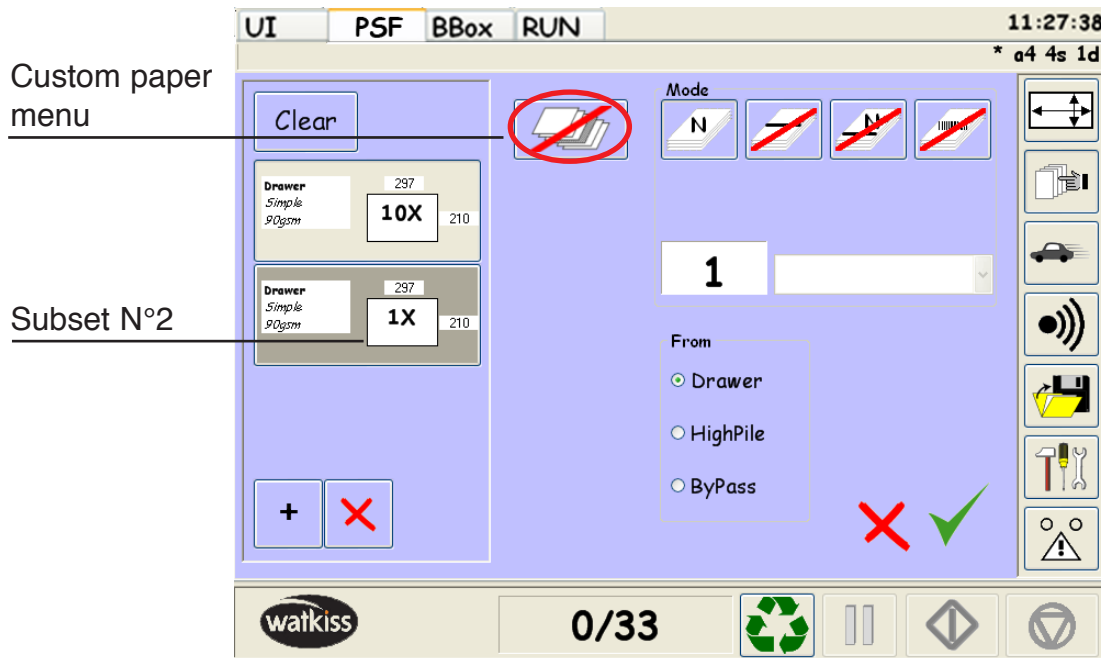 UI PSF BBox RUN 11:27:38
* a4 4s 1d
Custom paper
menu
Clear
Mode
N
N
Drawer
Simple
90gsm
297
10X
210
1
Subset N°2
Drawer
Simple
90gsm
297
1X
210
From
Drawer
HighPile
ByPass
+
watkiss
0/33